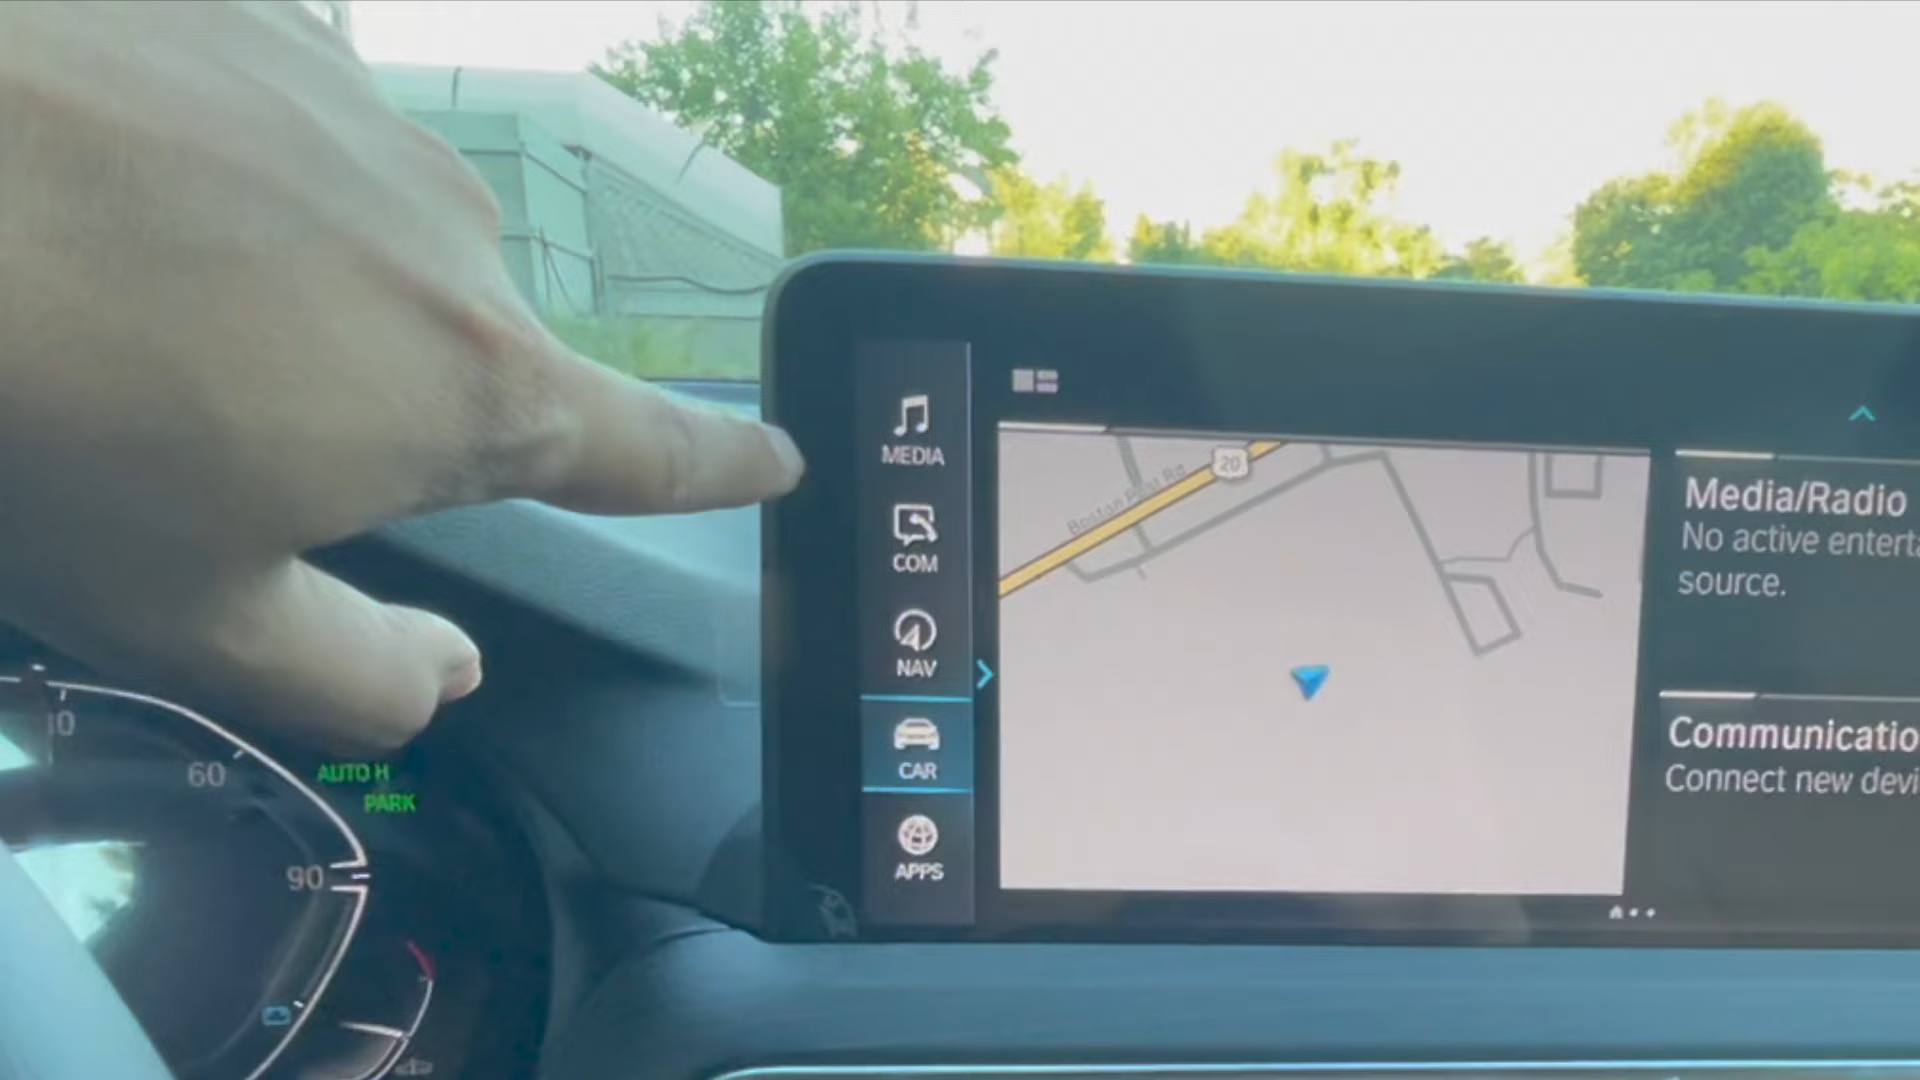 MEDIA
COM
NAV
CAR
APPS
Boston Post Rd
20
Media/Radio
No active enterta
source.
Communicatio
Connect new devi
60
90
AUTO H
PARK